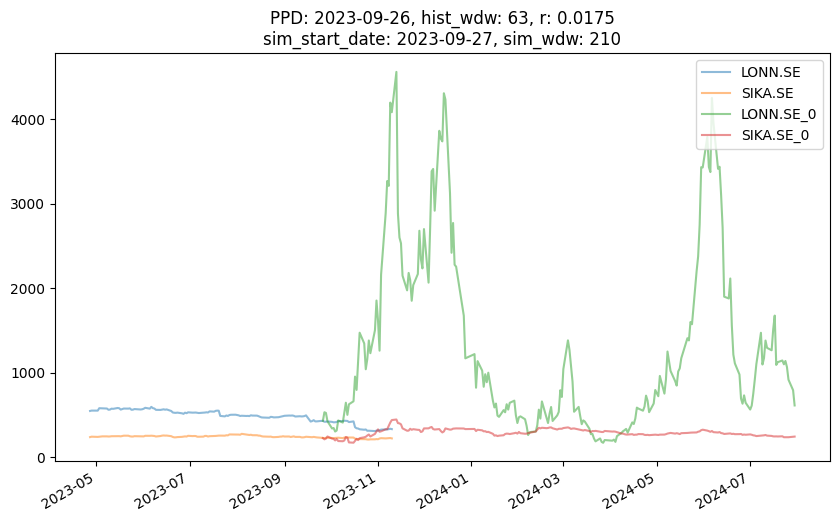 PPD: 2023-09-26, hist_wdw: 63, r: 0.0175
sim_start_date: 2023-09-27, sim_wdw: 210
LONN.SE
SIKA.SE
LONN.SE_0
SIKA.SE_0
4000
3000
2000
1000
0
2023-05
2023-07
2023-09
2023-11
2024-01
2024-03
2024-05
2024-07